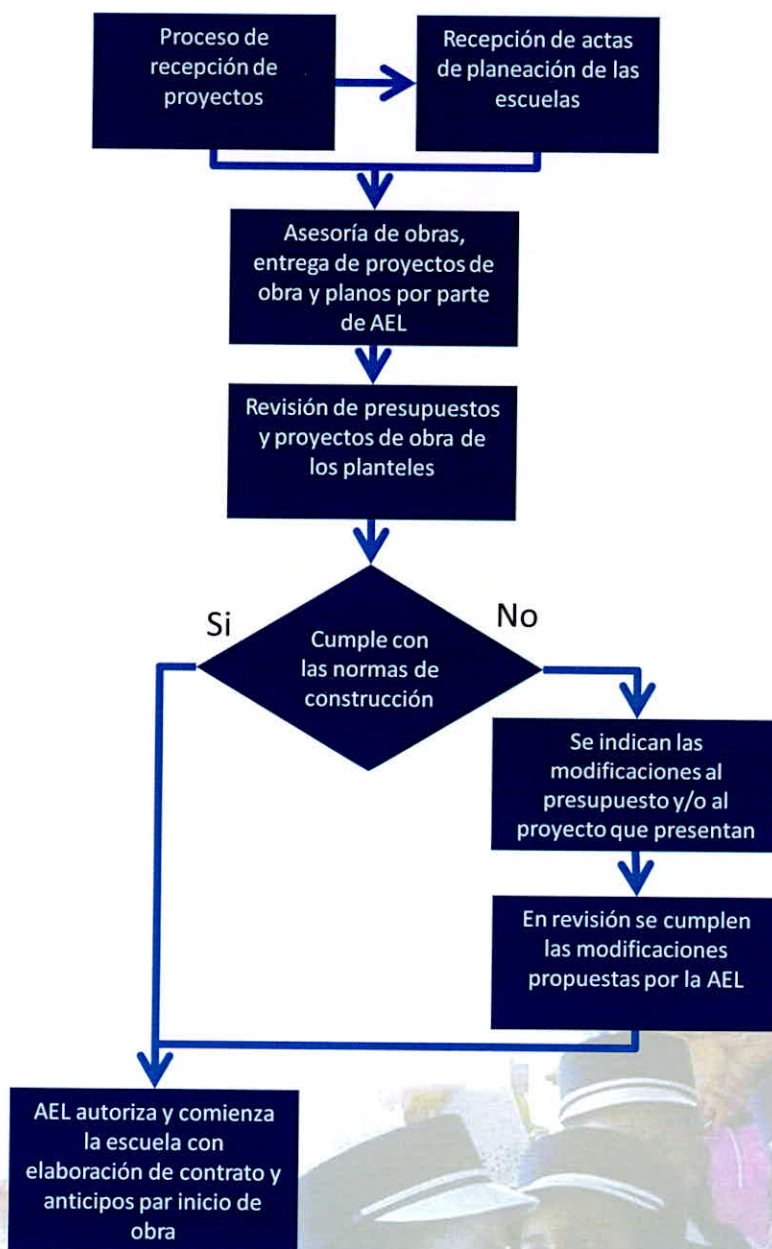 Proceso de
recepción de
proyectos
Recepción de actas
de planeación de las
escuelas
Asesoría de obras,
entrega de proyectos de
obra y planos por parte
de AEL
Revisión de presupuestos
y proyectos de obra de
los planteles
Si
No
Cumple con
las normas de
construcción
Se indican las
modificaciones al
presupuesto y/o al
proyecto que presentan
En revisión se cumplen
las modificaciones
propuestas por la AEL
AEL autoriza y comienza
la escuela con
elaboración de contrato y
anticipos par inicio de
obra